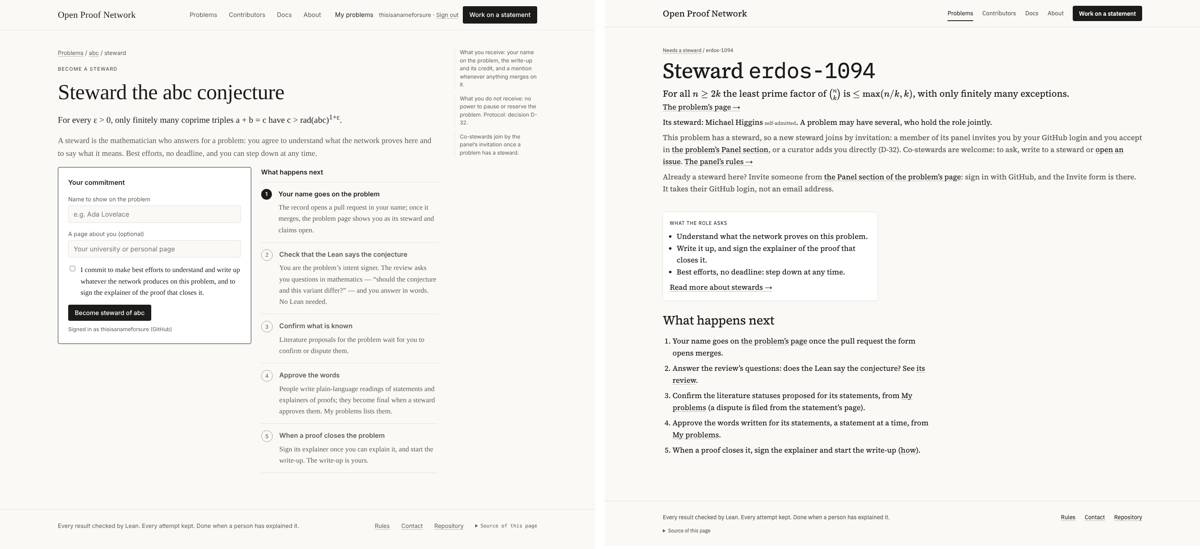 Open Proof Network
Problems Contributors Docs About My problems thisisanameforsure · Sign out Work on a statement
Problems / abc / steward
BECOME A STEWARD
Steward the abc conjecture
For every ε > 0, only finitely many coprime triples a + b = c have c > rad(abc)^{1+ε}.
A steward is the mathematician who answers for a problem: you agree to understand what the network proves here and
to say what it means. Best efforts, no deadline, and you can step down at any time.
Your commitment
Name to show on the problem
e.g. Ada Lovelace
A page about you (optional)
Your university or personal page
I commit to make best efforts to understand and write up
whatever the network produces on this problem, and to
sign the explainer of the proof that closes it.
Become steward of abc
Signed in as thisisanameforsure (GitHub)
What happens next
1 Your name goes on the problem
The record opens a pull request in your name; once it
merges, the problem page shows you as its steward and
claims open.
2 Check that the Lean says the conjecture
You are the problem's intent signer. The review asks
you questions in mathematics — “should the conjecture
and this variant differ?” — and you answer in words.
No Lean needed.
3 Confirm what is known
Literature proposals for the problem wait for you to
confirm or dispute them.
4 Approve the words
People write plain-language readings of statements and
explainers of proofs; they become final when a steward
approves them. My problems lists them.
5 When a proof closes the problem
Sign its explainer once you can explain it, and start the
write-up. The write-up is yours.
What you receive: your name
on the problem, the write-up
and its credit, and a mention
whenever anything merges on
it.
What you do not receive: no
power to pause or reserve the
problem. Protocol: decision D-
32.
Co-stewards join by the
panel's invitation once a
problem has a steward.
Every result checked by Lean. Every attempt kept. Done when a person has explained it.
Rules Contact Repository ▸ Source of this page
Open Proof Network
Problems Contributors Docs About Work on a statement
Needs a steward / erdos-1094
Steward erdos-1094
For all n ≥ 2k the least prime factor of (n k) is ≤ max(n/k, k), with only finitely many exceptions.
The problem's page →
Its steward: Michael Higgins self-admitted. A problem may have several, who hold the role jointly.
This problem has a steward, so a new steward joins by invitation: a member of its panel invites you by your GitHub login and you accept
in the problem's Panel section, or a curator adds you directly (D-32). Co-stewards are welcome: to ask, write to a steward or open an
issue. The panel's rules →
Already a steward here? Invite someone from the Panel section of the problem's page: sign in with GitHub, and the Invite form is there.
It takes their GitHub login, not an email address.
WHAT THE ROLE ASKS
• Understand what the network proves on this problem.
• Write it up, and sign the explainer of the proof that
closes it.
• Best efforts, no deadline: step down at any time.
Read more about stewards →
What happens next
1. Your name goes on the problem's page once the pull request the form
opens merges.
2. Answer the review's questions: does the Lean say the conjecture? See its
review.
3. Confirm the literature statuses proposed for its statements, from My
problems (a dispute is filed from the statement's page).
4. Approve the words written for its statements, a statement at a time, from
My problems.
5. When a proof closes it, sign the explainer and start the write-up (how).
Every result checked by Lean. Every attempt kept. Done when a person has explained it.
Rules Contact Repository
▸ Source of this page